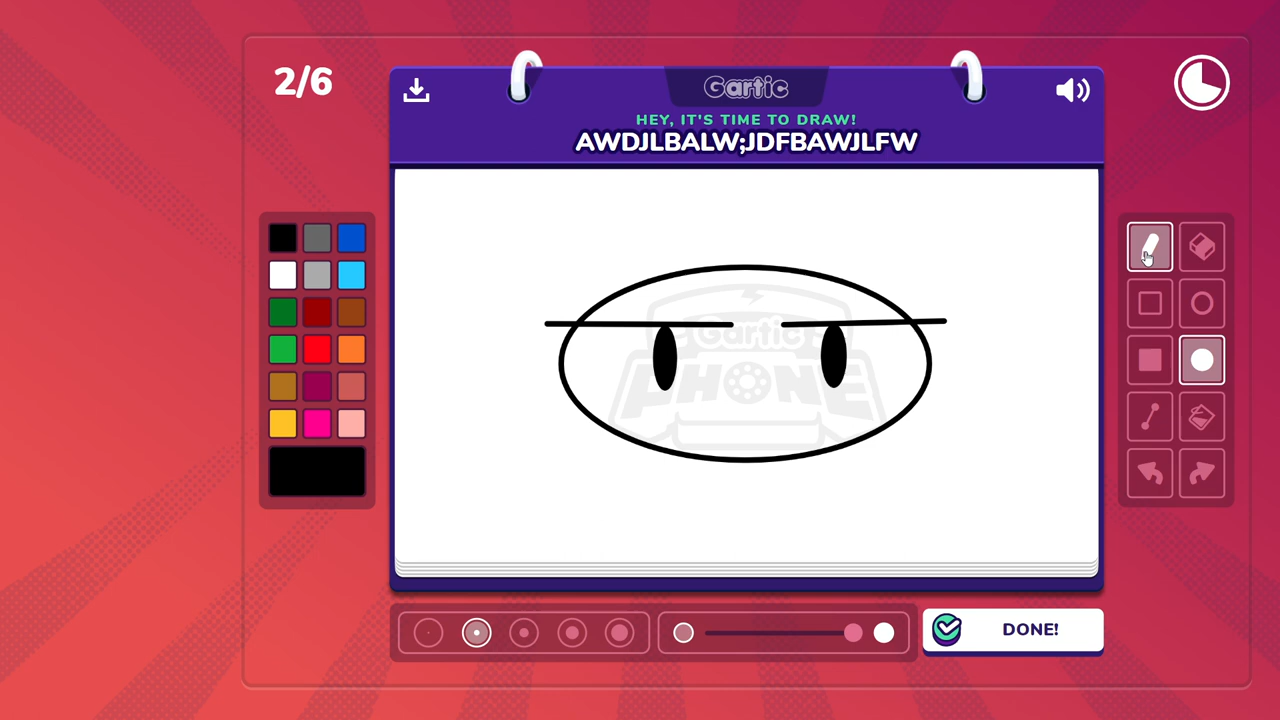 2/6
Gartic
HEY, IT'S TIME TO DRAW!
AWDJLBALW;JDFBAWJLFW
Gartic
PHONE
DONE!